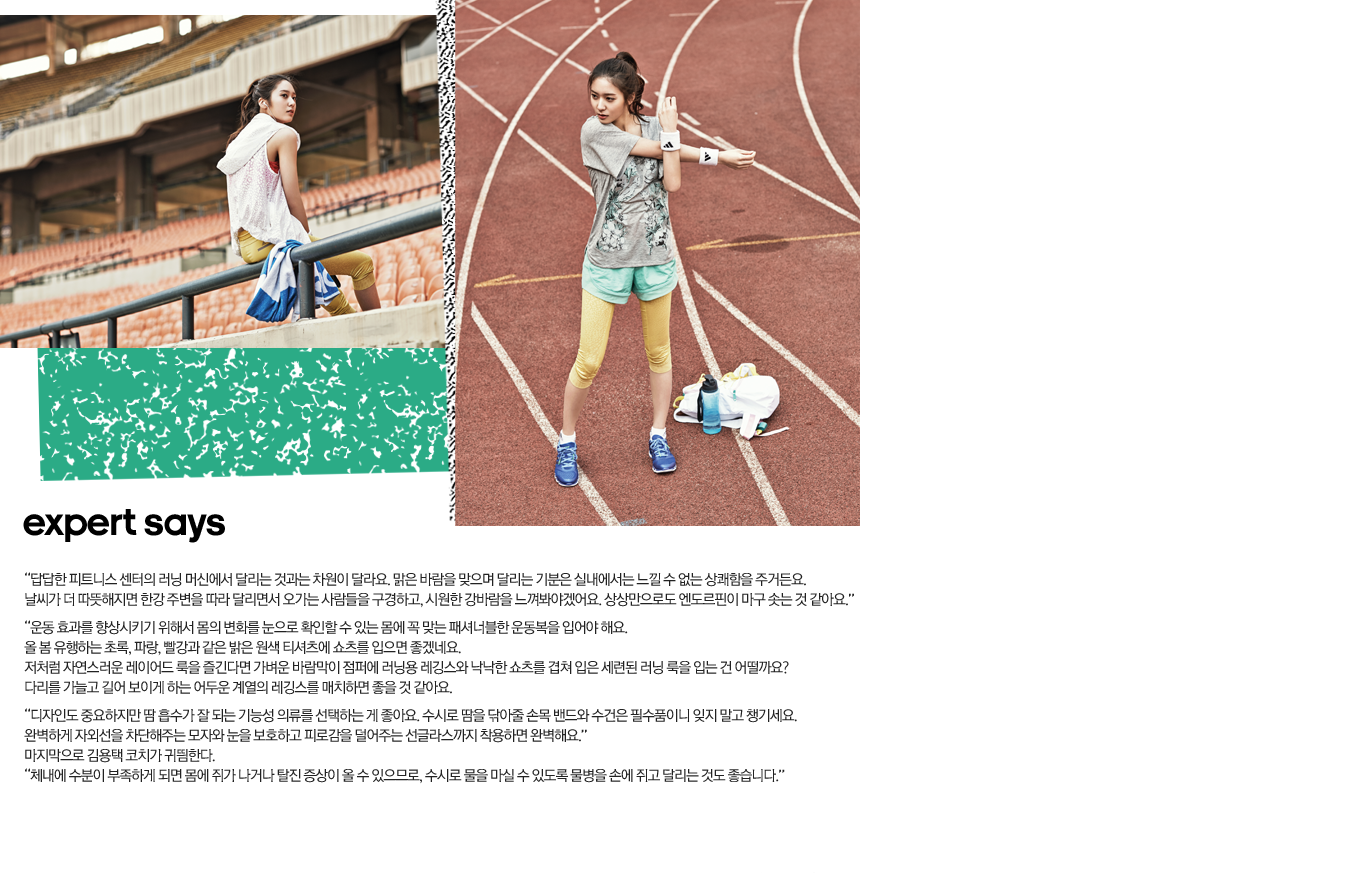 expert says
“답답한 피트니스 센터의 러닝 머신에서 달리는 것과는 차원이 달라요. 맑은 바람을 맞으며 달리는 기분은 실내에서는 느낄 수 없는 상쾌함을 주거든요.
날씨가 더 따뜻해지면 한강 주변을 따라 달리면서 오가는 사람들을 구경하고, 시원한 강바람을 느껴봐야겠어요. 상상만으로도 엔도르핀이 마구 솟는 것 같아요.”
“운동 효과를 향상시키기 위해서 몸의 변화를 눈으로 확인할 수 있는 몸에 꼭 맞는 패셔너블한 운동복을 입어야 해요.
올 봄 유행하는 초록, 파랑, 빨강과 같은 밝은 원색 티셔츠에 쇼츠를 입으면 좋겠네요.
저처럼 자연스러운 레이어드 룩을 즐긴다면 가벼운 바람막이 점퍼에 러닝용 레깅스와 낙낙한 쇼츠를 겹쳐 입은 세련된 러닝 룩을 입는 건 어떨까요?
다리를 가늘고 길어 보이게 하는 어두운 계열의 레깅스를 매치하면 좋을 것 같아요.
“디자인도 중요하지만 땀 흡수가 잘 되는 기능성 의류를 선택하는 게 좋아요. 수시로 땀을 닦아줄 손목 밴드와 수건은 필수품이니 잊지 말고 챙기세요.
완벽하게 자외선을 차단해주는 모자와 눈을 보호하고 피로감을 덜어주는 선글라스까지 착용하면 완벽해요.”
마지막으로 김용택 코치가 귀띔한다.
“체내에 수분이 부족하게 되면 몸에 쥐가 나거나 탈진 증상이 올 수 있으므로, 수시로 물을 마실 수 있도록 물병을 손에 쥐고 달리는 것도 좋습니다.”